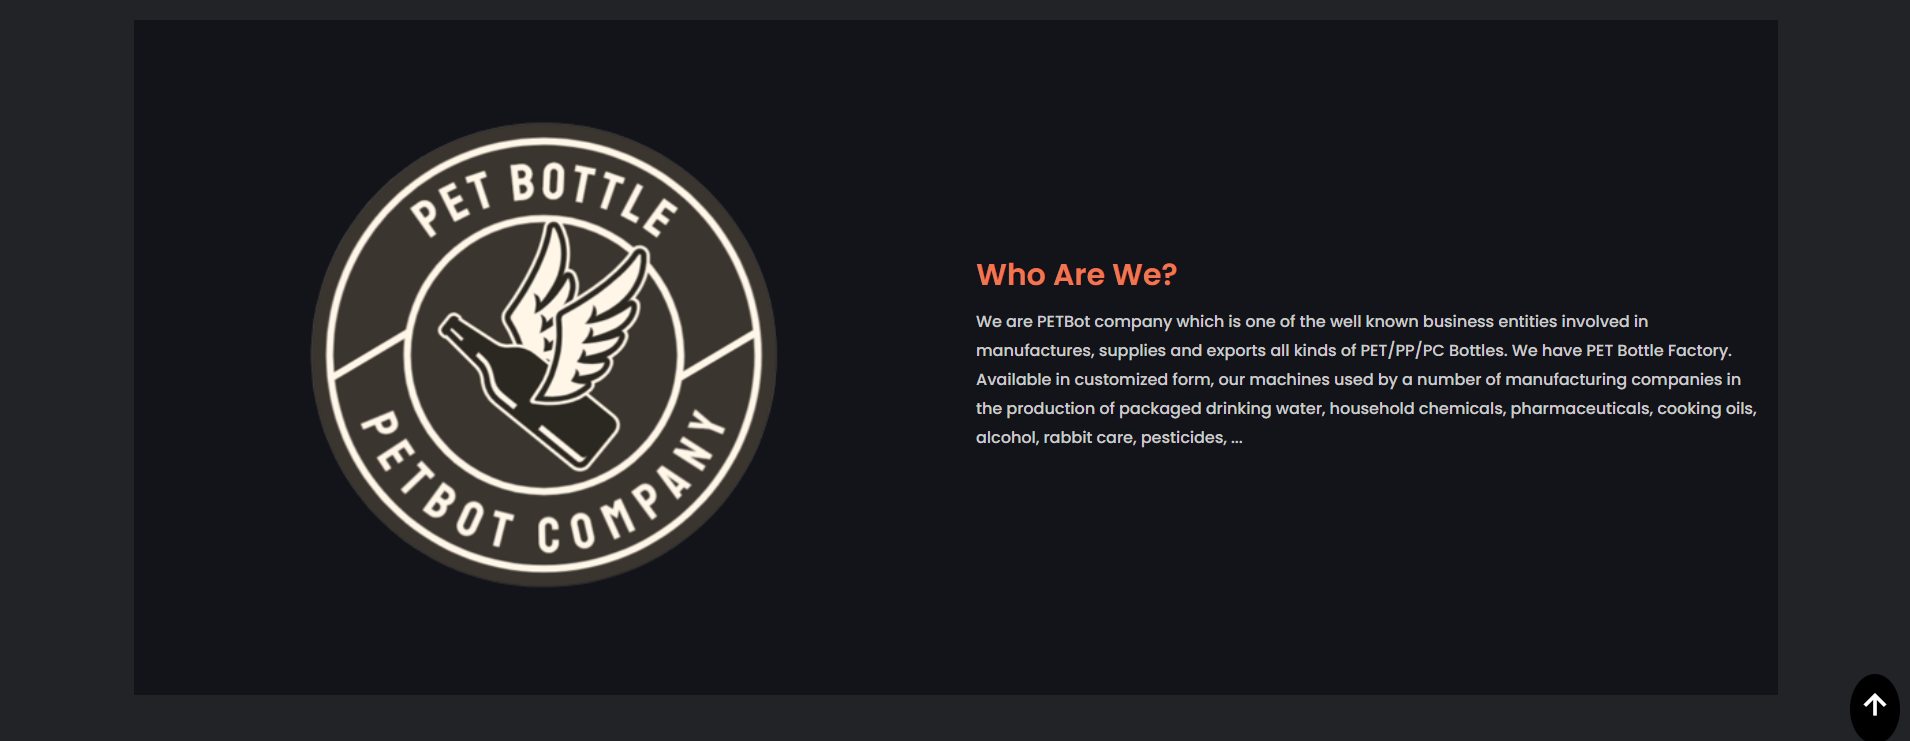 PET BOTTLE
PETBOT COMPANY
Who Are We?
We are PETBot company which is one of the well known business entities involved in
manufactures, supplies and exports all kinds of PET/PP/PC Bottles. We have PET Bottle Factory.
Available in customized form, our machines used by a number of manufacturing companies in
the production of packaged drinking water, household chemicals, pharmaceuticals, cooking oils,
alcohol, rabbit care, pesticides, ...